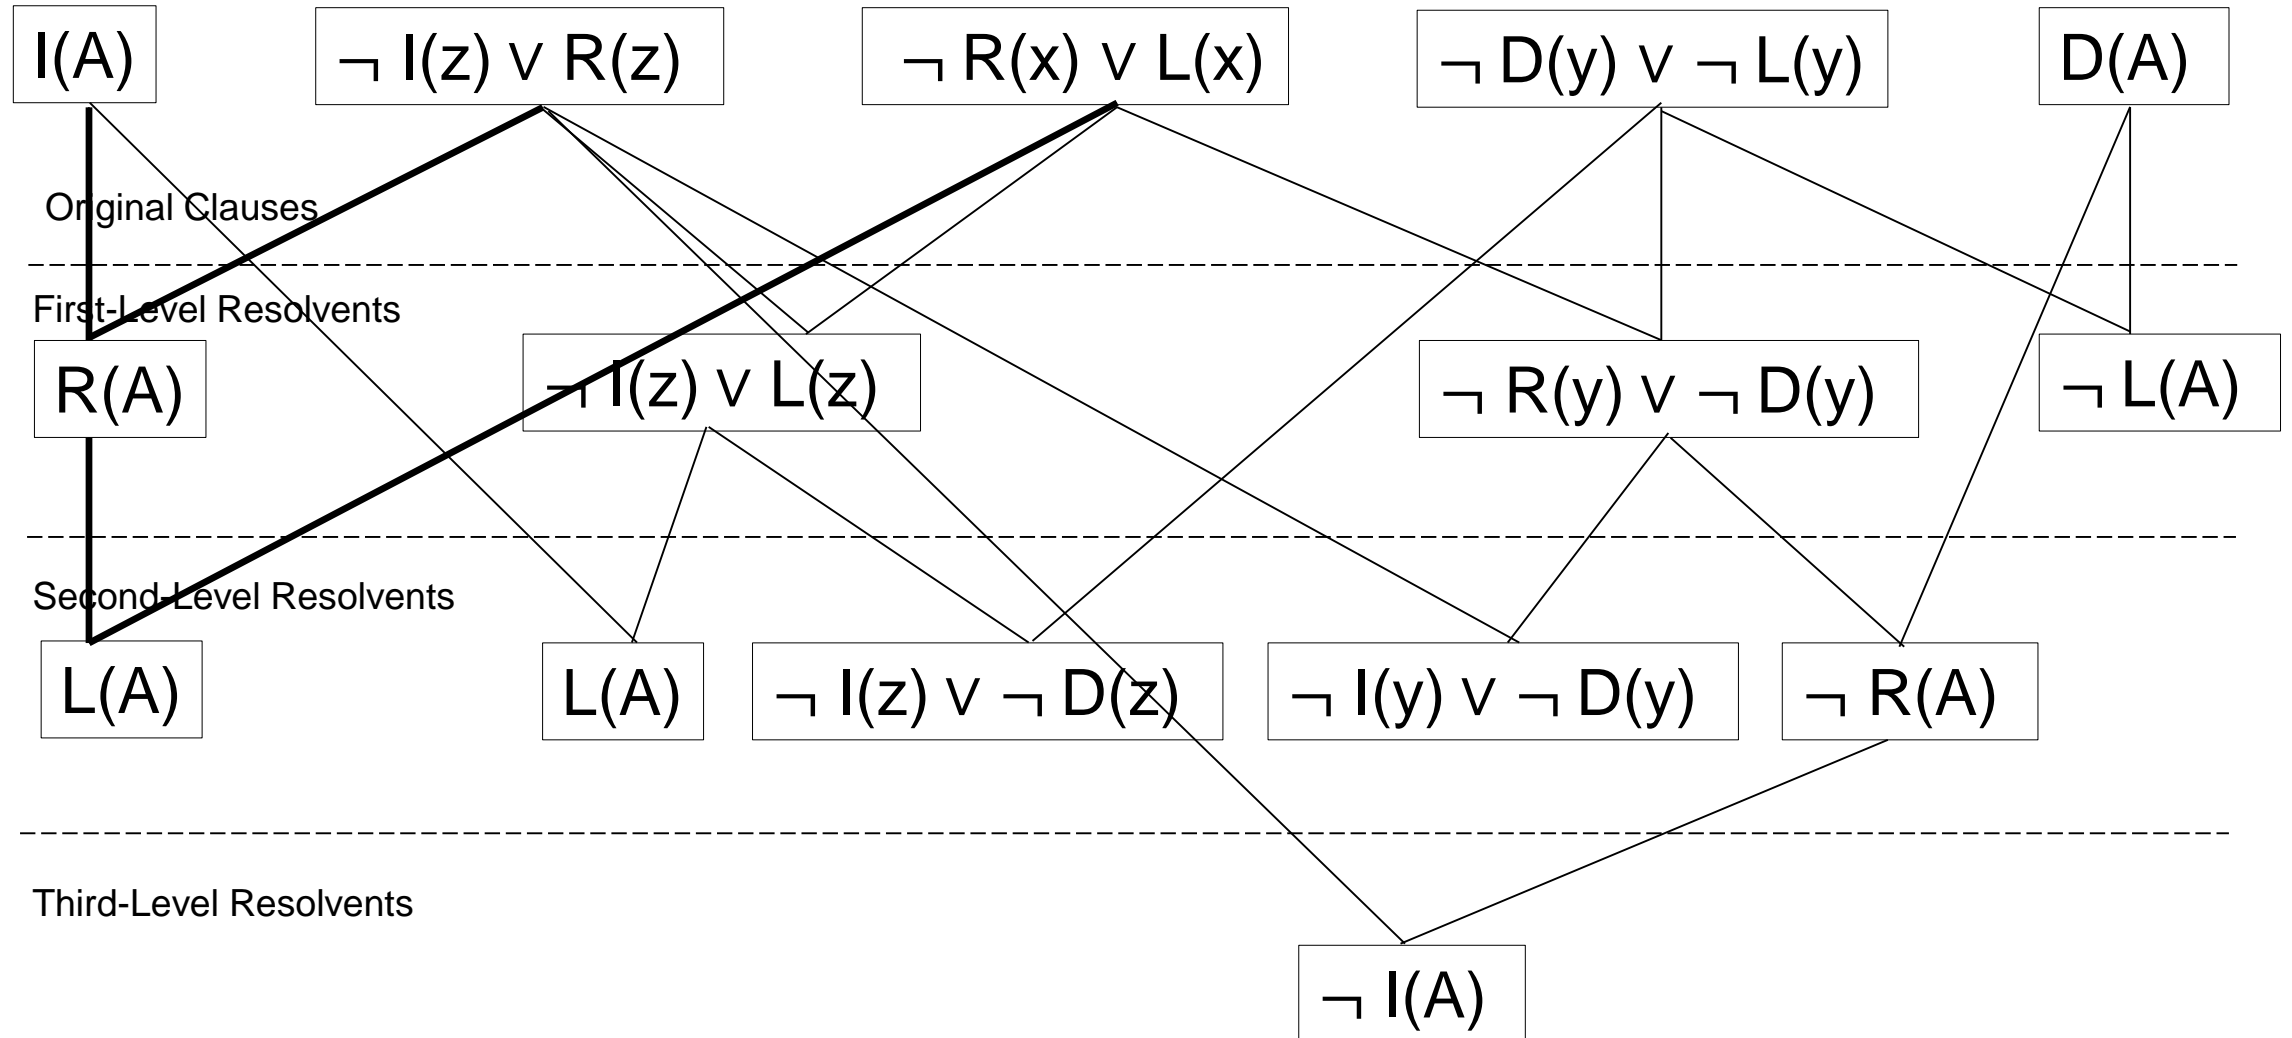 I(A)
¬ I(z) ∨ R(z)
¬ R(x) ∨ L(x)
¬ D(y) ∨ ¬ L(y)
D(A)
Original Clauses
First-Level Resolvents
R(A)
¬ I(z) ∨ L(z)
¬ R(y) ∨ ¬ D(y)
¬ L(A)
Second-Level Resolvents
L(A)
L(A)
¬ I(z) ∨ ¬ D(z)
¬ I(y) ∨ ¬ D(y)
¬ R(A)
Third-Level Resolvents
¬ I(A)